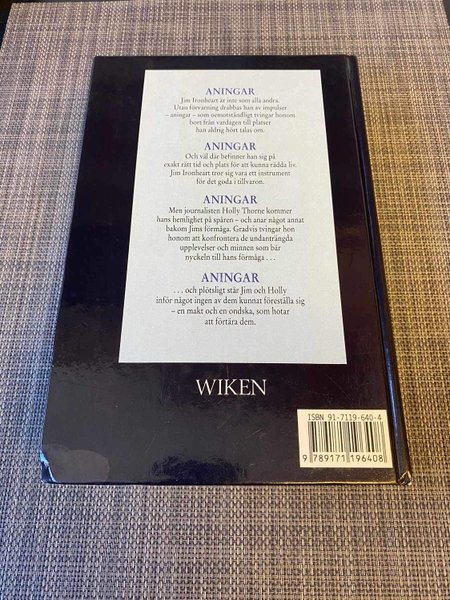 ANINGAR
Jim Ironheart är inte som alla andra.
Utan förvarning drabbas han av impulser
– aningar – som oemotståndligt tvingar honom
bort från vardagen till platser
han aldrig hört talas om.
ANINGAR
Och väl där befinner han sig på
exakt rätt tid och plats för att kunna rädda liv.
Jim Ironheart tror sig vara ett instrument
för det goda i tillvaron.
ANINGAR
Men journalisten Holly Thorne kommer
hans hemlighet på spåren – och anar något annat
bakom Jims förmåga. Gradvis tvingar hon
honom att konfrontera de undanträngda
upplevelser och minnen som bär
nyckeln till hans förmåga . . .
ANINGAR
. . . och plötsligt står Jim och Holly
inför något ingen av dem kunnat föreställa sig
– en makt och en ondska, som hotar
att förtära dem.
WIKEN
ISBN 91-7119-640-4
9 789171 196408